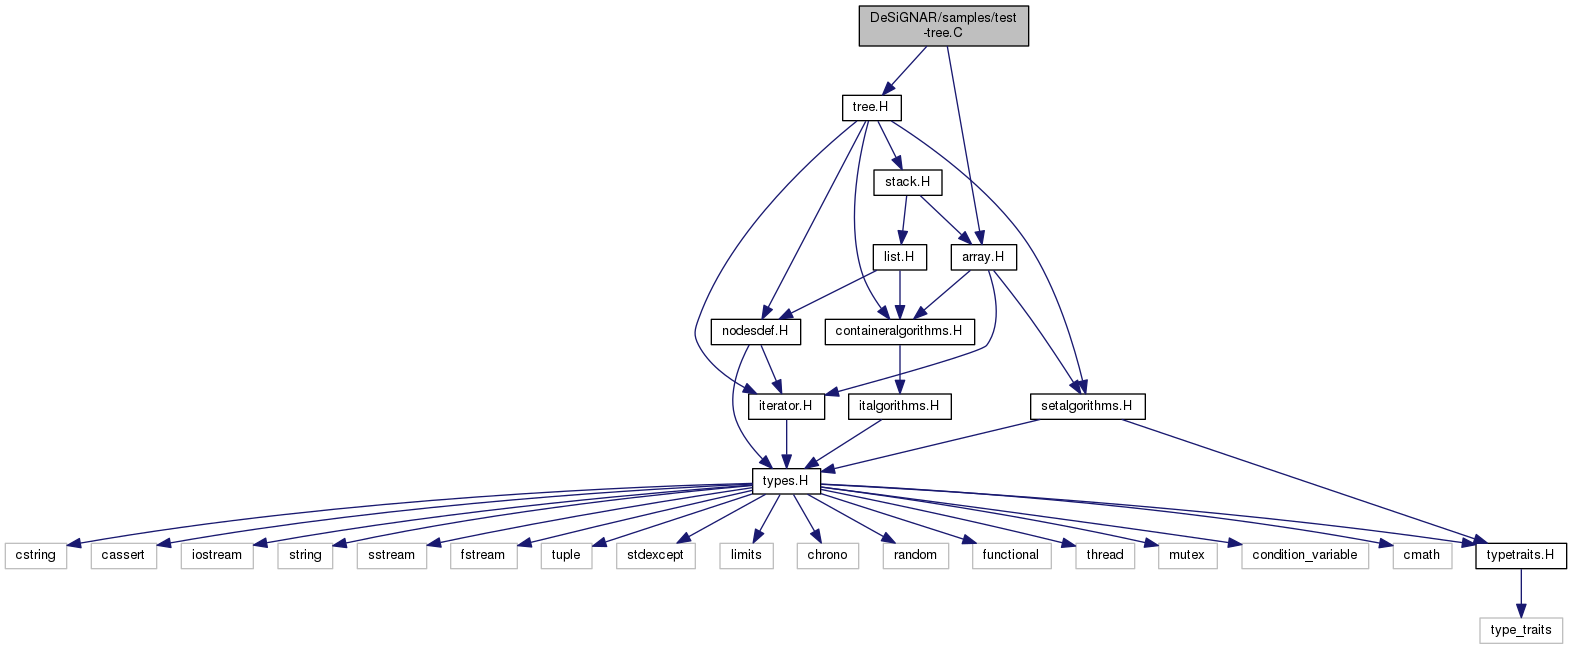 DeSiGNAR/samples/test
-tree.C
tree.H
stack.H
list.H
array.H
nodesdef.H
containeralgorithms.H
iterator.H
italgorithms.H
setalgorithms.H
types.H
cstring
cassert
iostream
string
sstream
fstream
tuple
stdexcept
limits
chrono
random
functional
thread
mutex
condition_variable
cmath
typetraits.H
type_traits